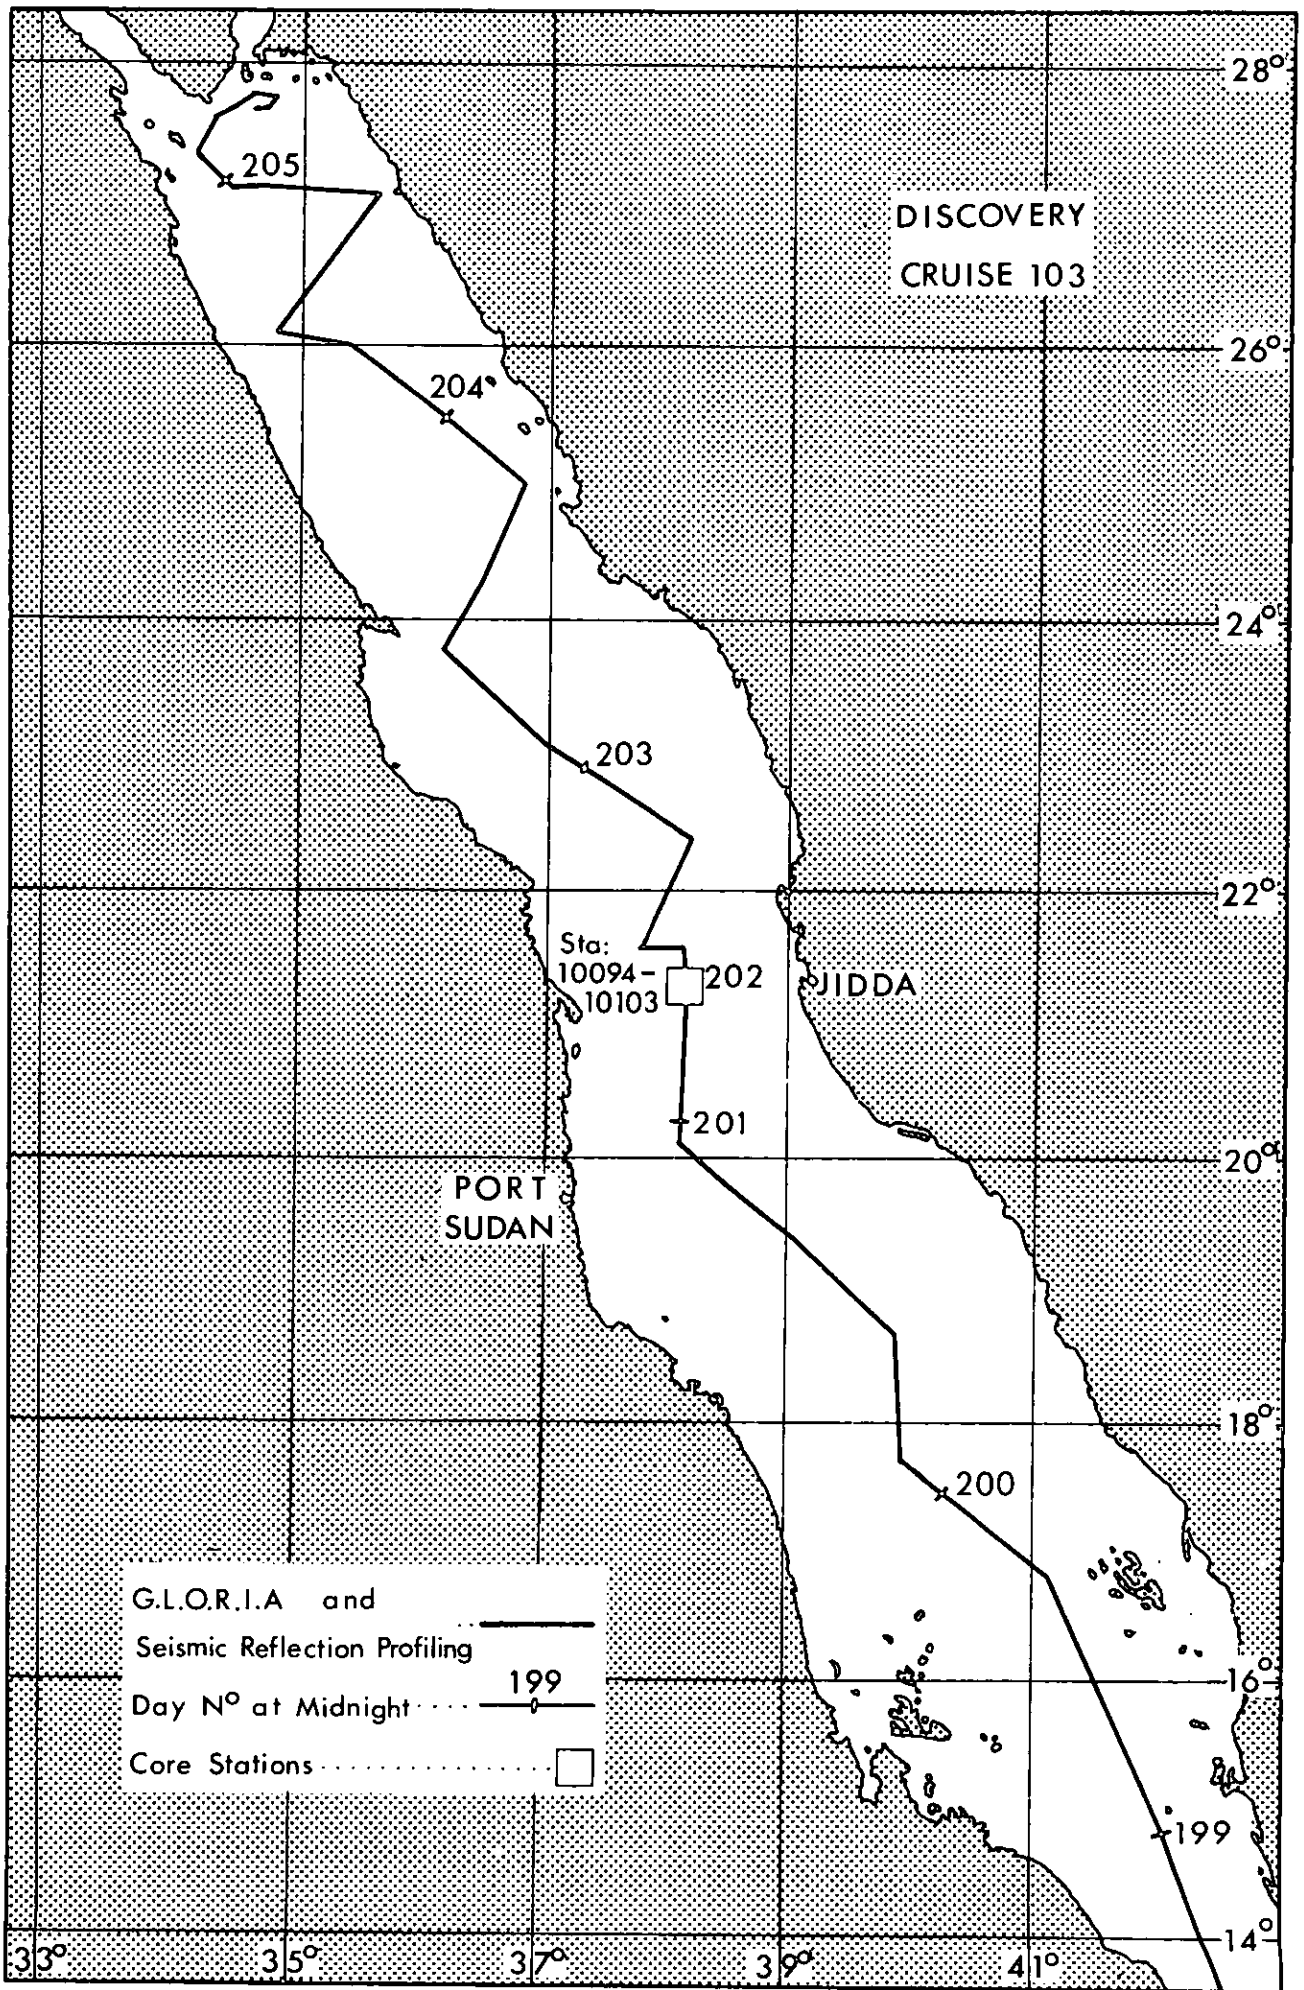 28°
205
DISCOVERY
CRUISE 103
26°
204
24°
203
22°
Sta:
10094-
10103
202
JIDDA
201
20°
PORT
SUDAN
18°
200
G.L.O.R.I.A and
Seismic Reflection Profiling
199
Day Nº at Midnight
Core Stations
16°
199
14°
33° 35° 37° 39° 41°